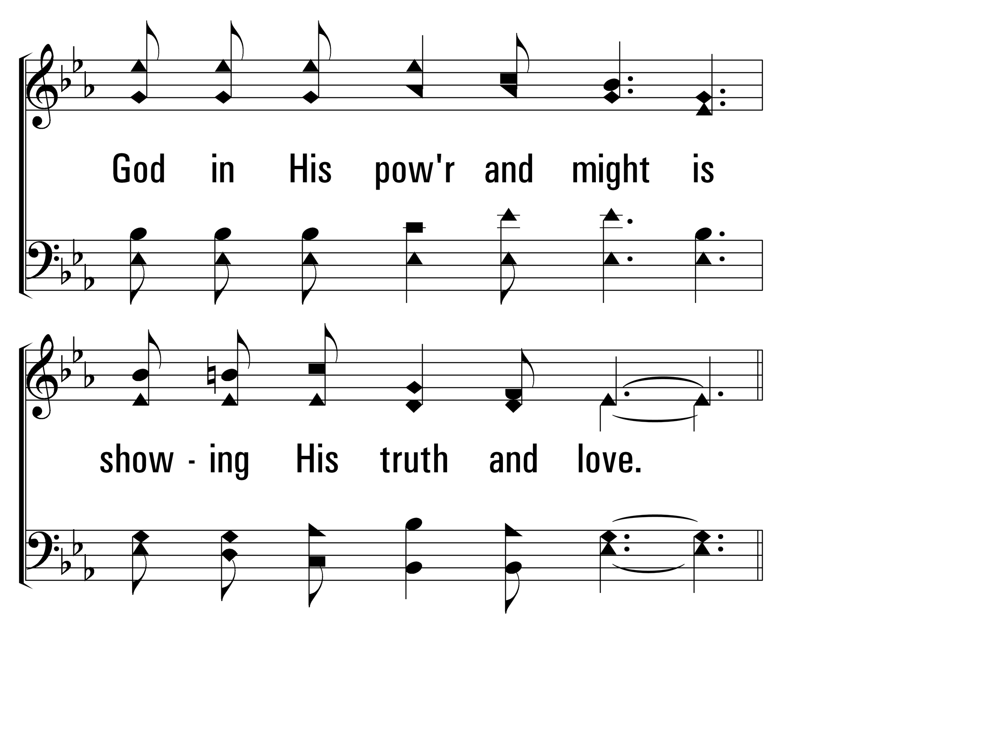 God in His pow'r and might is
show - ing His truth and love.